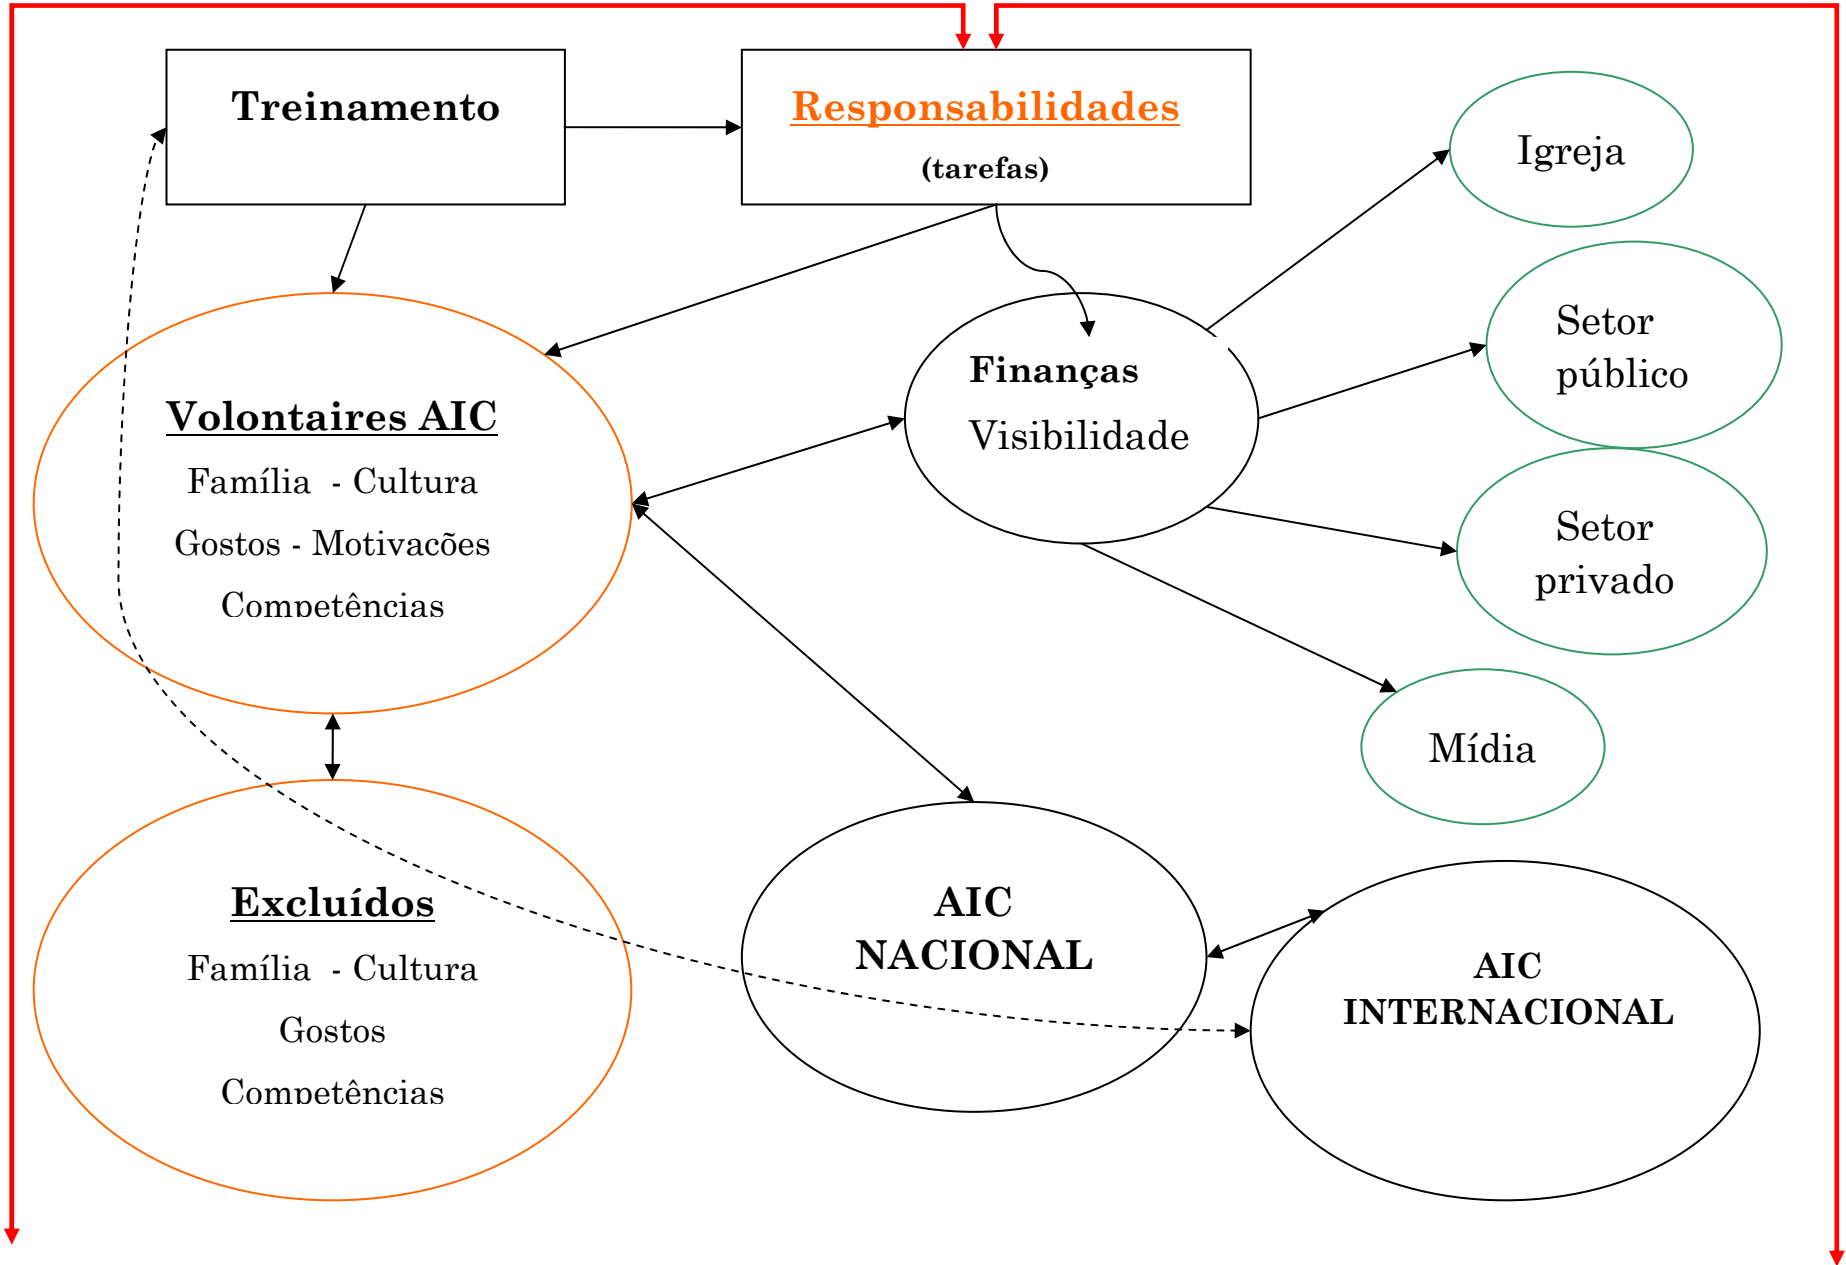 Treinamento
Responsabilidades
(tarefas)
Igreja
Setor
público
Finanças
Visibilidade
Volontaires AIC
Família - Cultura
Gostos - Motivacões
Competências
Setor
privado
Mídia
Excluídos
Família - Cultura
Gostos
Competências
AIC
NACIONAL
AIC
INTERNACIONAL